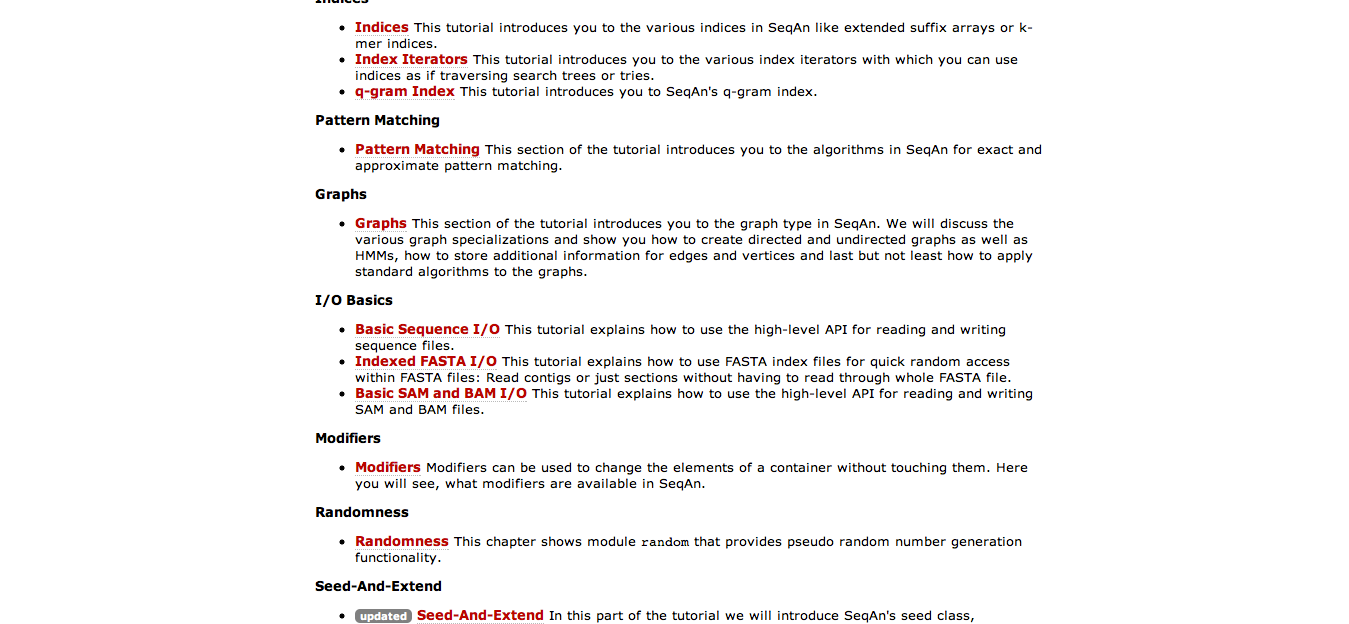 Indices
Indices This tutorial introduces you to the various indices in SeqAn like extended suffix arrays or k-
mer indices.
Index Iterators This tutorial introduces you to the various index iterators with which you can use
indices as if traversing search trees or tries.
q-gram Index This tutorial introduces you to SeqAn's q-gram index.
Pattern Matching
Pattern Matching This section of the tutorial introduces you to the algorithms in SeqAn for exact and
approximate pattern matching.
Graphs
Graphs This section of the tutorial introduces you to the graph type in SeqAn. We will discuss the
various graph specializations and show you how to create directed and undirected graphs as well as
HMMs, how to store additional information for edges and vertices and last but not least how to apply
standard algorithms to the graphs.
I/O Basics
Basic Sequence I/O This tutorial explains how to use the high-level API for reading and writing
sequence files.
Indexed FASTA I/O This tutorial explains how to use FASTA index files for quick random access
within FASTA files: Read contigs or just sections without having to read through whole FASTA file.
Basic SAM and BAM I/O This tutorial explains how to use the high-level API for reading and writing
SAM and BAM files.
Modifiers
Modifiers Modifiers can be used to change the elements of a container without touching them. Here
you will see, what modifiers are available in SeqAn.
Randomness
Randomness This chapter shows module random that provides pseudo random number generation
functionality.
Seed-And-Extend
updated Seed-And-Extend In this part of the tutorial we will introduce SeqAn's seed class,